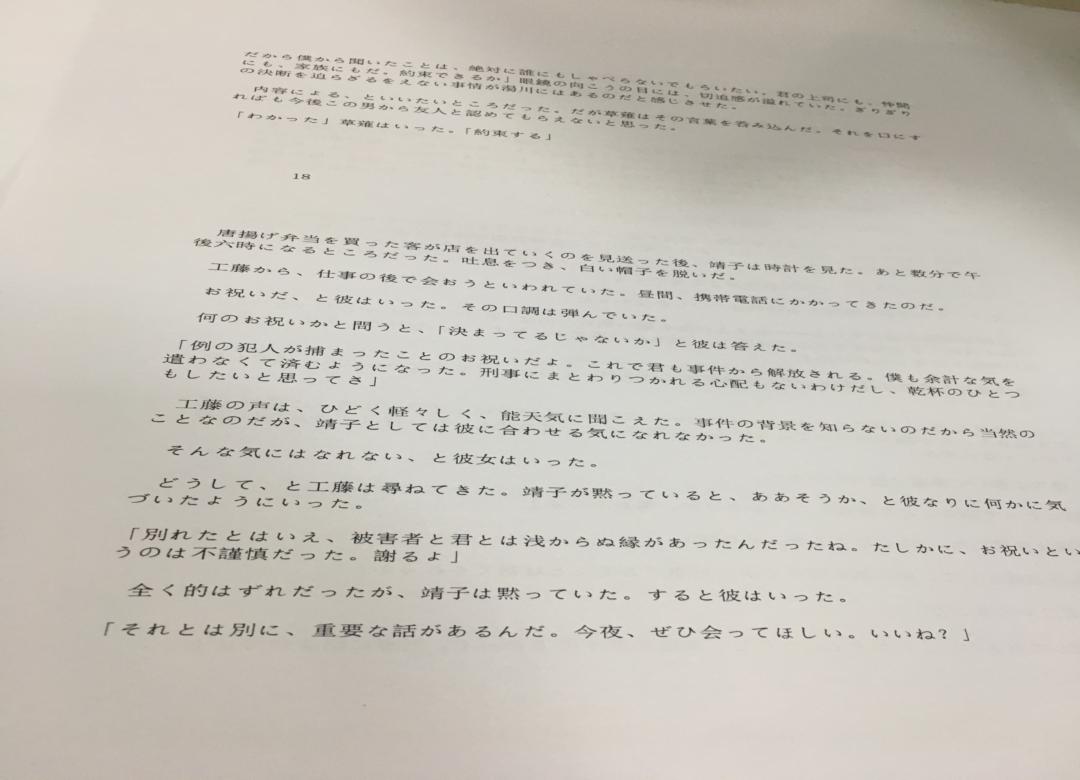 だから僕から聞いたことは、絶対に誰にもしゃべらないでもらいたい。君の上司にも、仲間
にも、家族にもだ。約束できるか」眼鏡の向こうの目には、切迫感が溢れていた。ぎりぎり
の決断を迫らざるをえない事情が湯川にはあるのだと感じさせた。
内容による、といいたいところだった。だが草薙はその言葉を呑み込んだ。それを口にす
ればも今後この男から友人と認めてもらえないと思った。
「わかった」草薙はいった。「約束する」
18
唐揚げ弁当を買った客が店を出ていくのを見送った後、靖子は時計を見た。あと数分で午
後六時になるところだった。吐息をつき、白い帽子を脱いだ。
工藤から、仕事の後で会おうといわれていた。昼間、携帯電話にかかってきたのだ。
お祝いだ、と彼はいった。その口調は弾んでいた。
何のお祝いかと問うと、「決まってるじゃないか」と彼は答えた。
「例の犯人が捕まったことのお祝いだよ。これで君も事件から解放される。僕も余計な気を
遣わなくて済むようになった。刑事にまとわりつかれる心配もないわけだし、乾杯のひとつ
もしたいと思ってさ」
工藤の声は、ひどく軽々しく、能天気に聞こえた。事件の背景を知らないのだから当然の
ことなのだが、靖子としては彼に合わせる気になれなかった。
そんな気にはなれない、と彼女はいった。
どうして、と工藤は尋ねてきた。靖子が黙っていると、ああそうか、と彼なりに何かに気
づいたようにいった。
「別れたとはいえ、被害者と君とは浅からぬ縁があったんだったね。たしかに、お祝いとい
うのは不謹慎だった。謝るよ」
全く的はずれだったが、靖子は黙っていた。すると彼はいった。
「それとは別に、重要な話があるんだ。今夜、ぜひ会ってほしい。いいね？」